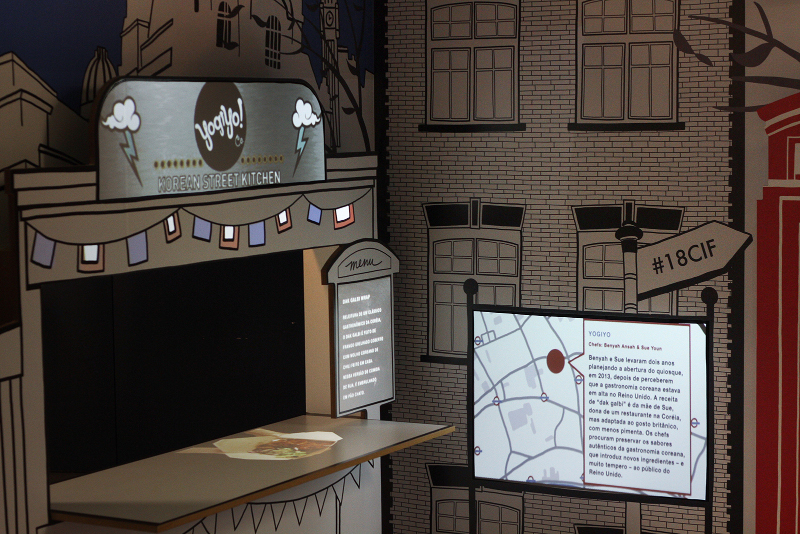 yogiyo!
Co
KOREAN STREET KITCHEN
menu
DAK GALBI WRAP
#18CIF
YOGIYO
Chefs: Benyah Ansah & Sue Youn
Benyah e Sue levaram dois anos
planejando a abertura do quiosque,
em 2013, depois de perceberem
que a gastronomia coreana estava
em alta no Reino Unido. A receita
de "dak galbi" é da mãe de Sue,
dona de um restaurante na Coréia,
mas adaptada ao gosto britânico,
com menos pimenta. Os chefs
procuram preservar os sabores
autênticos da gastronomia coreana,
que introduz novos ingredientes – e
muito tempero – ao público do
Reino Unido.